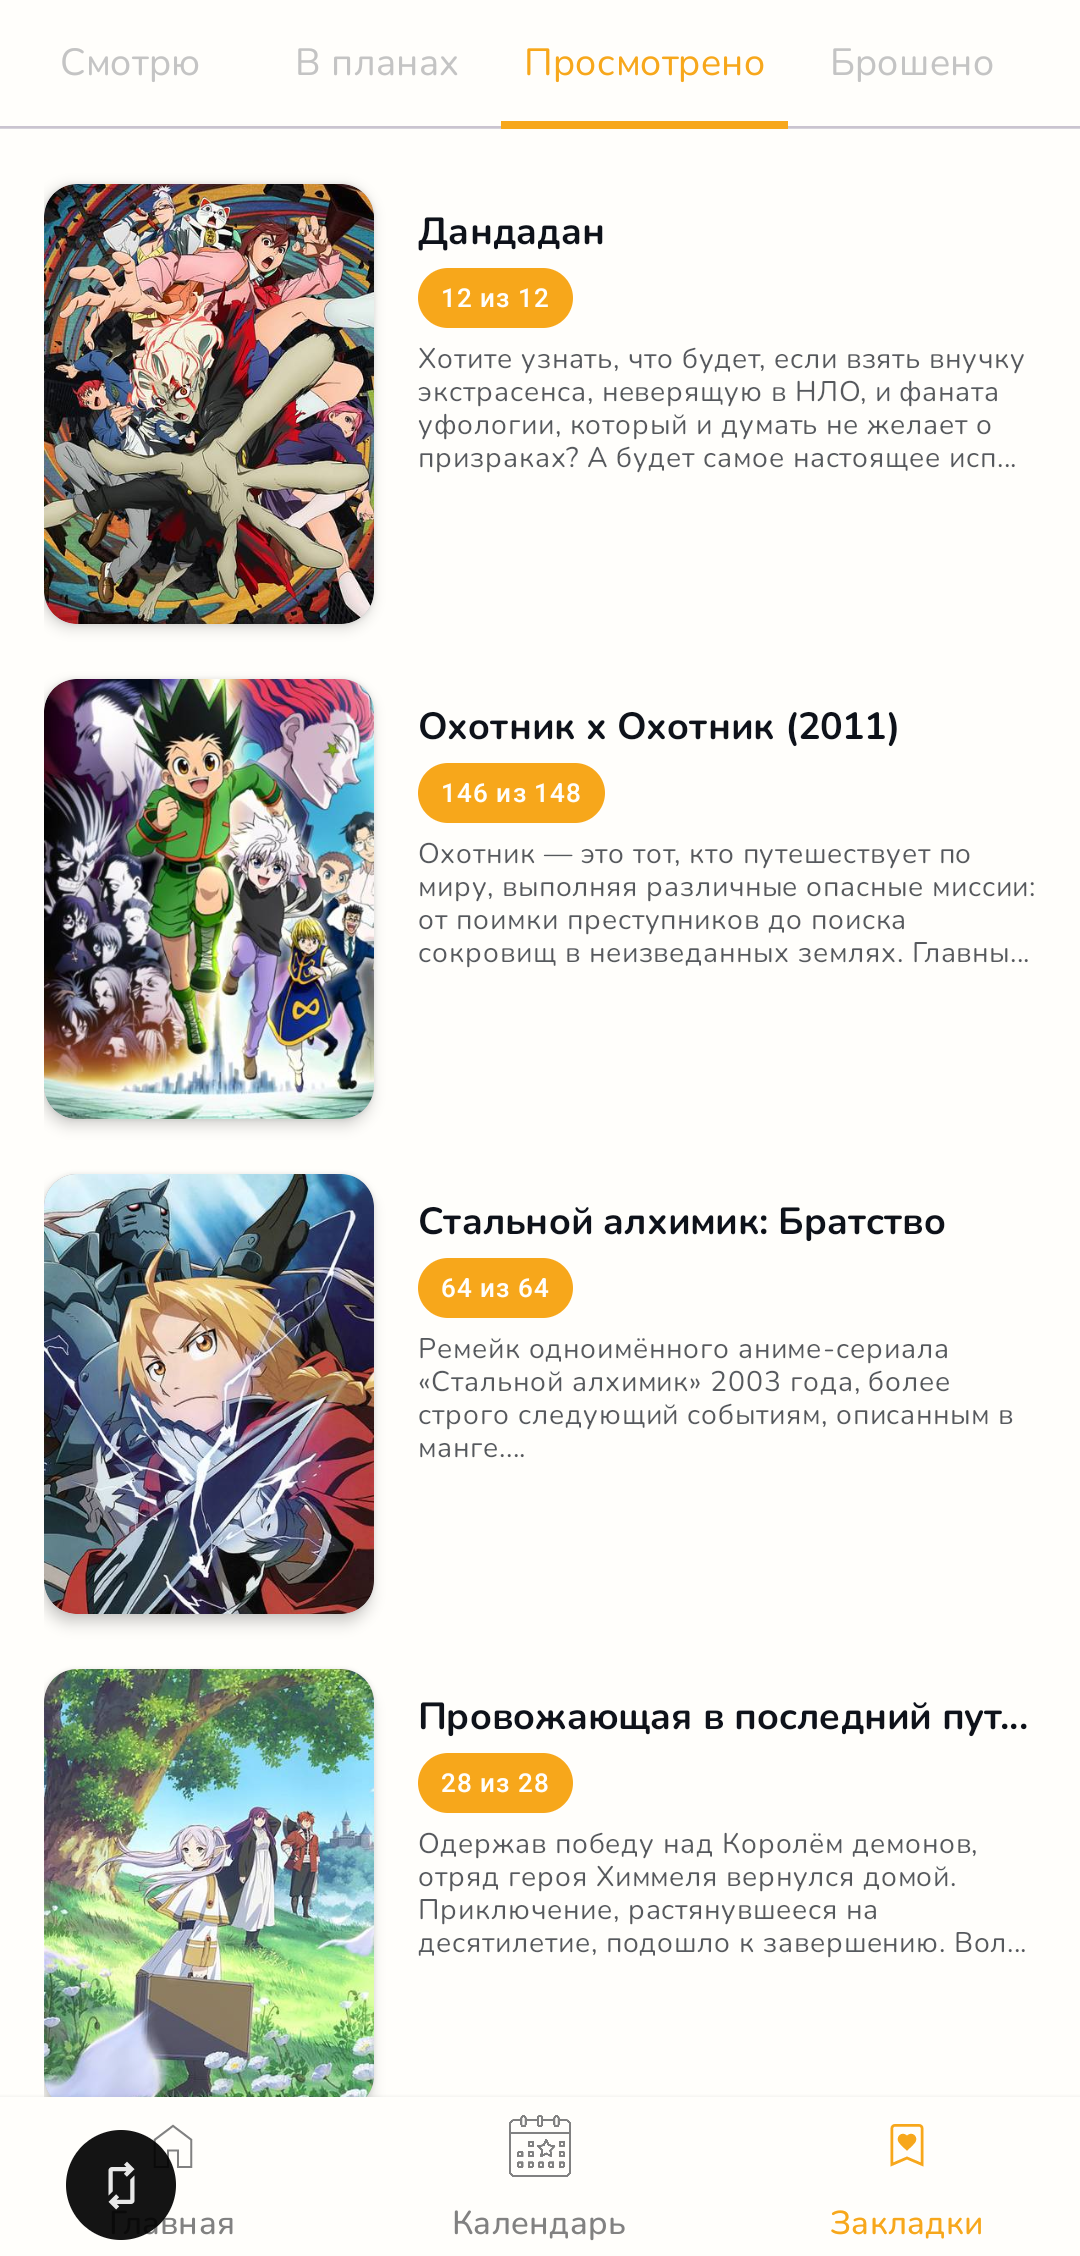 Смотрю
В планах
Просмотрено
Брошено
Дандадан
12 из 12
Хотите узнать, что будет, если взять внучку
экстрасенса, неверящую в НЛО, и фаната
уфологии, который и думать не желает о
призраках? А будет самое настоящее исп...
Охотник х Охотник (2011)
146 из 148
Охотник — это тот, кто путешествует по
миру, выполняя различные опасные миссии:
от поимки преступников до поиска
сокровищ в неизведанных землях. Главны...
Стальной алхимик: Братство
64 из 64
Ремейк одноимённого аниме-сериала
«Стальной алхимик» 2003 года, более
строго следующий событиям, описанным в
манге....
Провожающая в последний пут...
28 из 28
Одержав победу над Королём демонов,
отряд героя Химмеля вернулся домой.
Приключение, растянувшееся на
десятилетие, подошло к завершению. Вол...
Главная
Календарь
Закладки